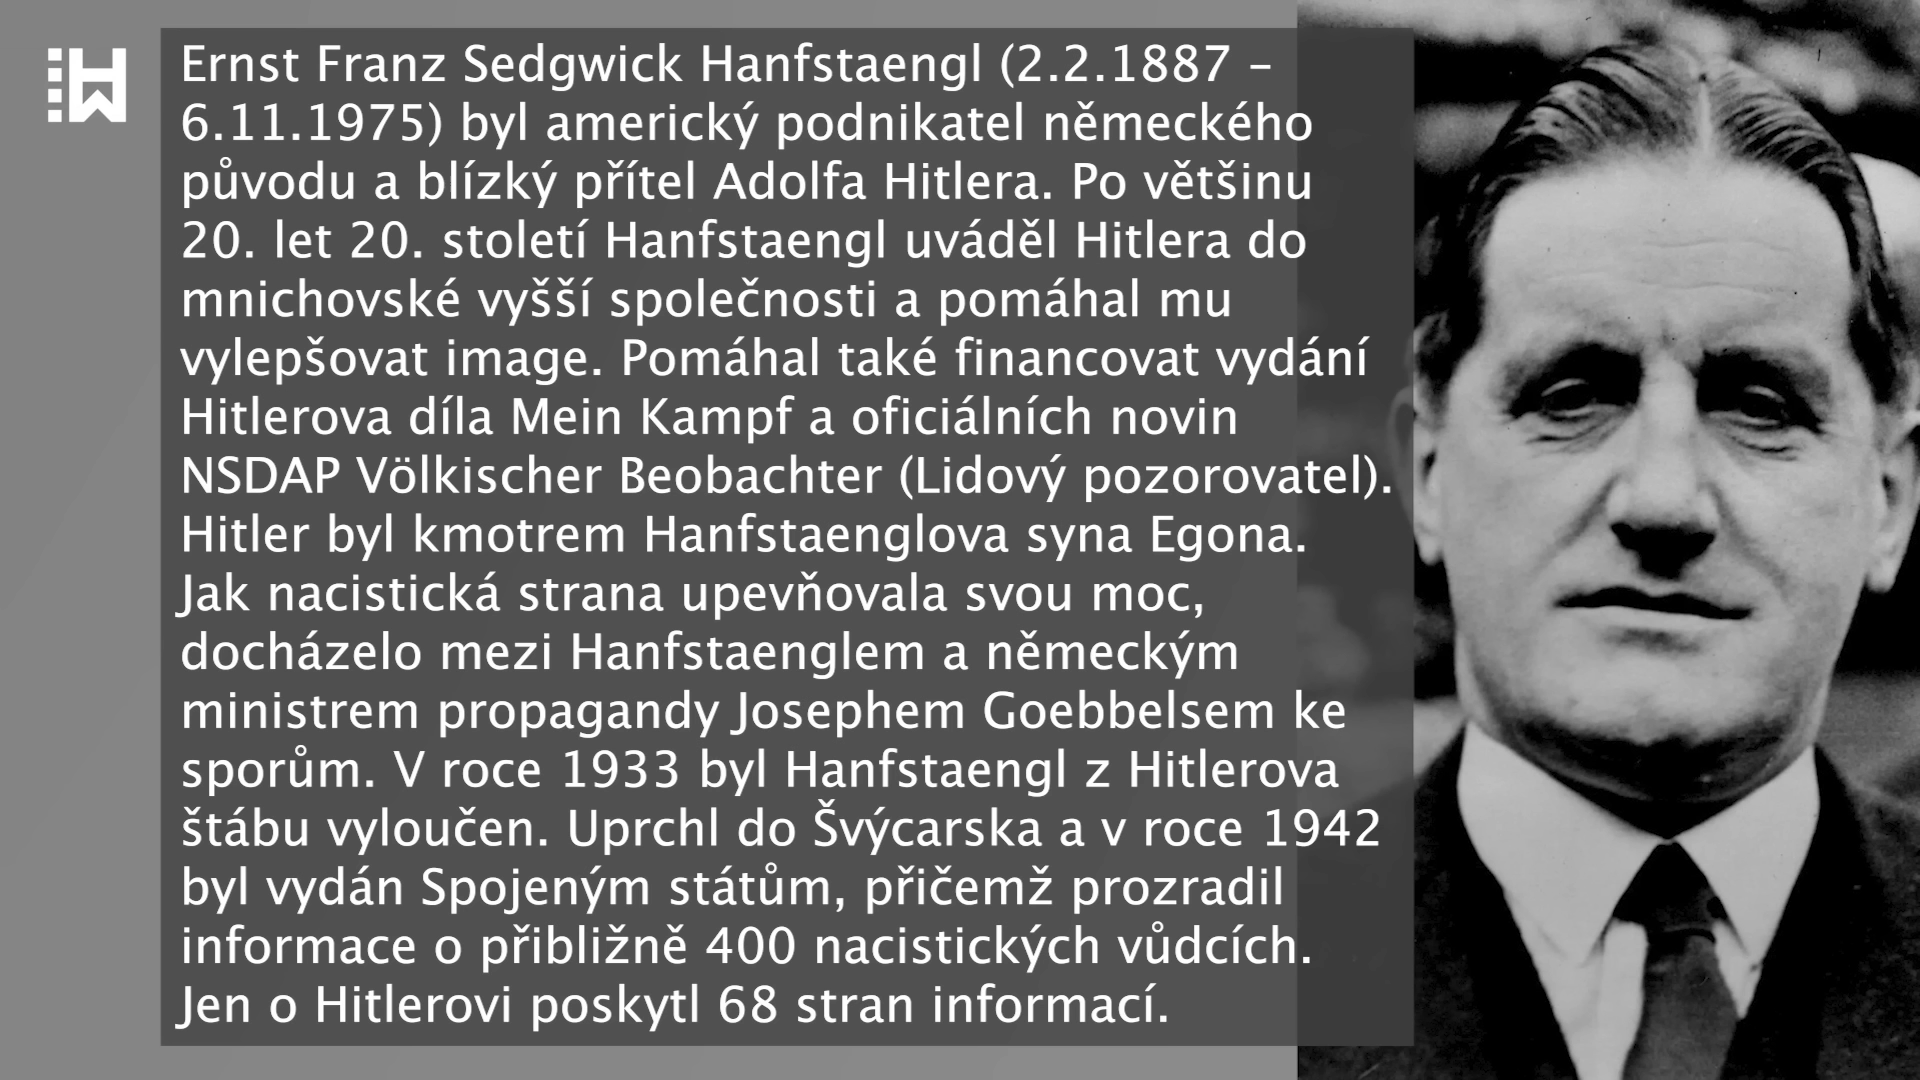 Ernst Franz Sedgwick Hanfstaengl (2.2.1887 –
6.11.1975) byl americký podnikatel německého
původu a blízký přítel Adolfa Hitlera. Po většinu
20. let 20. století Hanfstaengl uváděl Hitlera do
mnichovské vyšší společnosti a pomáhal mu
vylepšovat image. Pomáhal také financovat vydání
Hitlerova díla Mein Kampf a oficiálních novin
NSDAP Völkischer Beobachter (Lidový pozorovatel).
Hitler byl kmotrem Hanfstaenglova syna Egona.
Jak nacistická strana upevňovala svou moc,
docházelo mezi Hanfstaenglem a německým
ministrem propagandy Josephem Goebbelsem ke
sporům. V roce 1933 byl Hanfstaengl z Hitlerova
štábu vyloučen. Uprchl do Švýcarska a v roce 1942
byl vydán Spojeným státům, přičemž prozradil
informace o přibližně 400 nacistických vůdcích.
Jen o Hitlerovi poskytl 68 stran informací.